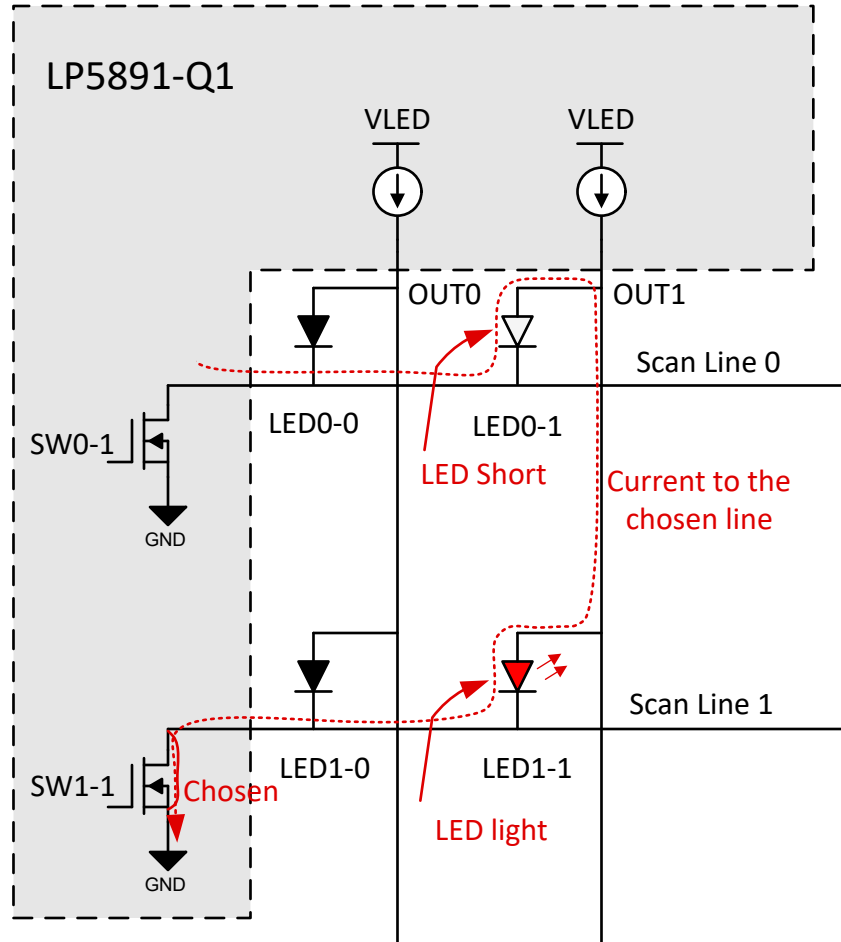 LP5891-Q1
VLED
VLED
OUT0
OUT1
Scan Line 0
LED0-0
LED0-1
SW0-1
LED Short
Current to the
chosen line
GND
Scan Line 1
LED1-0
LED1-1
SW1-1
Chosen
LED light
GND